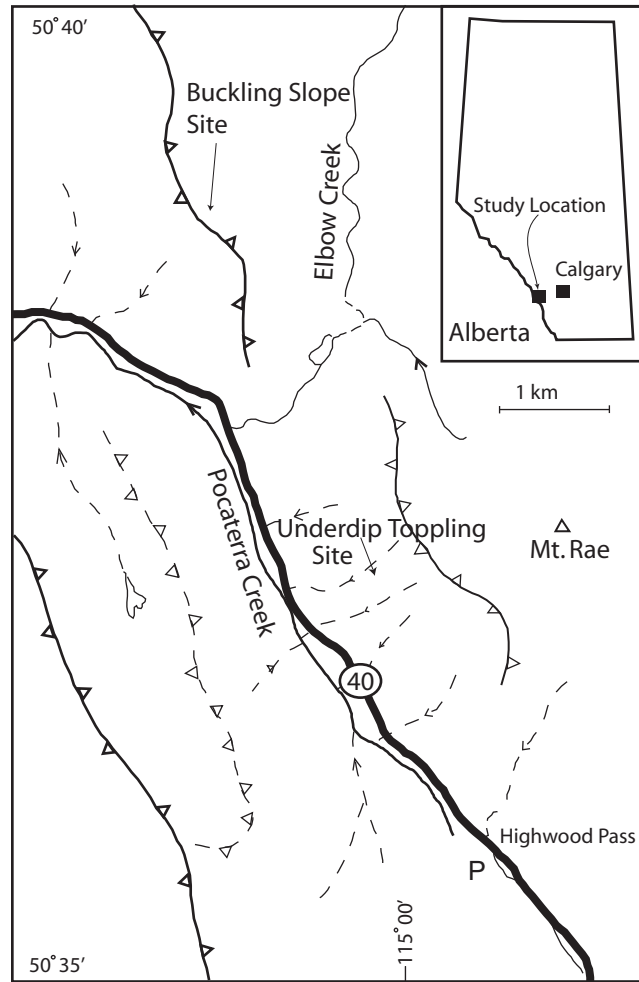 50°40'
Buckling Slope
Site
Elbow Creek
Study Location
Calgary
Alberta
1 km
Pocaterra Creek
Underdip Toppling
Site
Mt. Rae
40
Highwood Pass
P
115°00'
50°35'